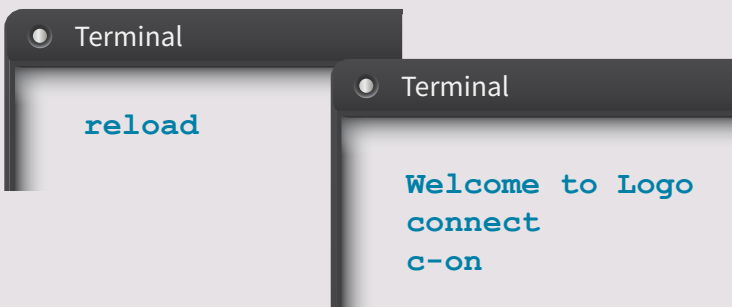 Terminal
reload
Terminal
Welcome to Logo
connect
c-on